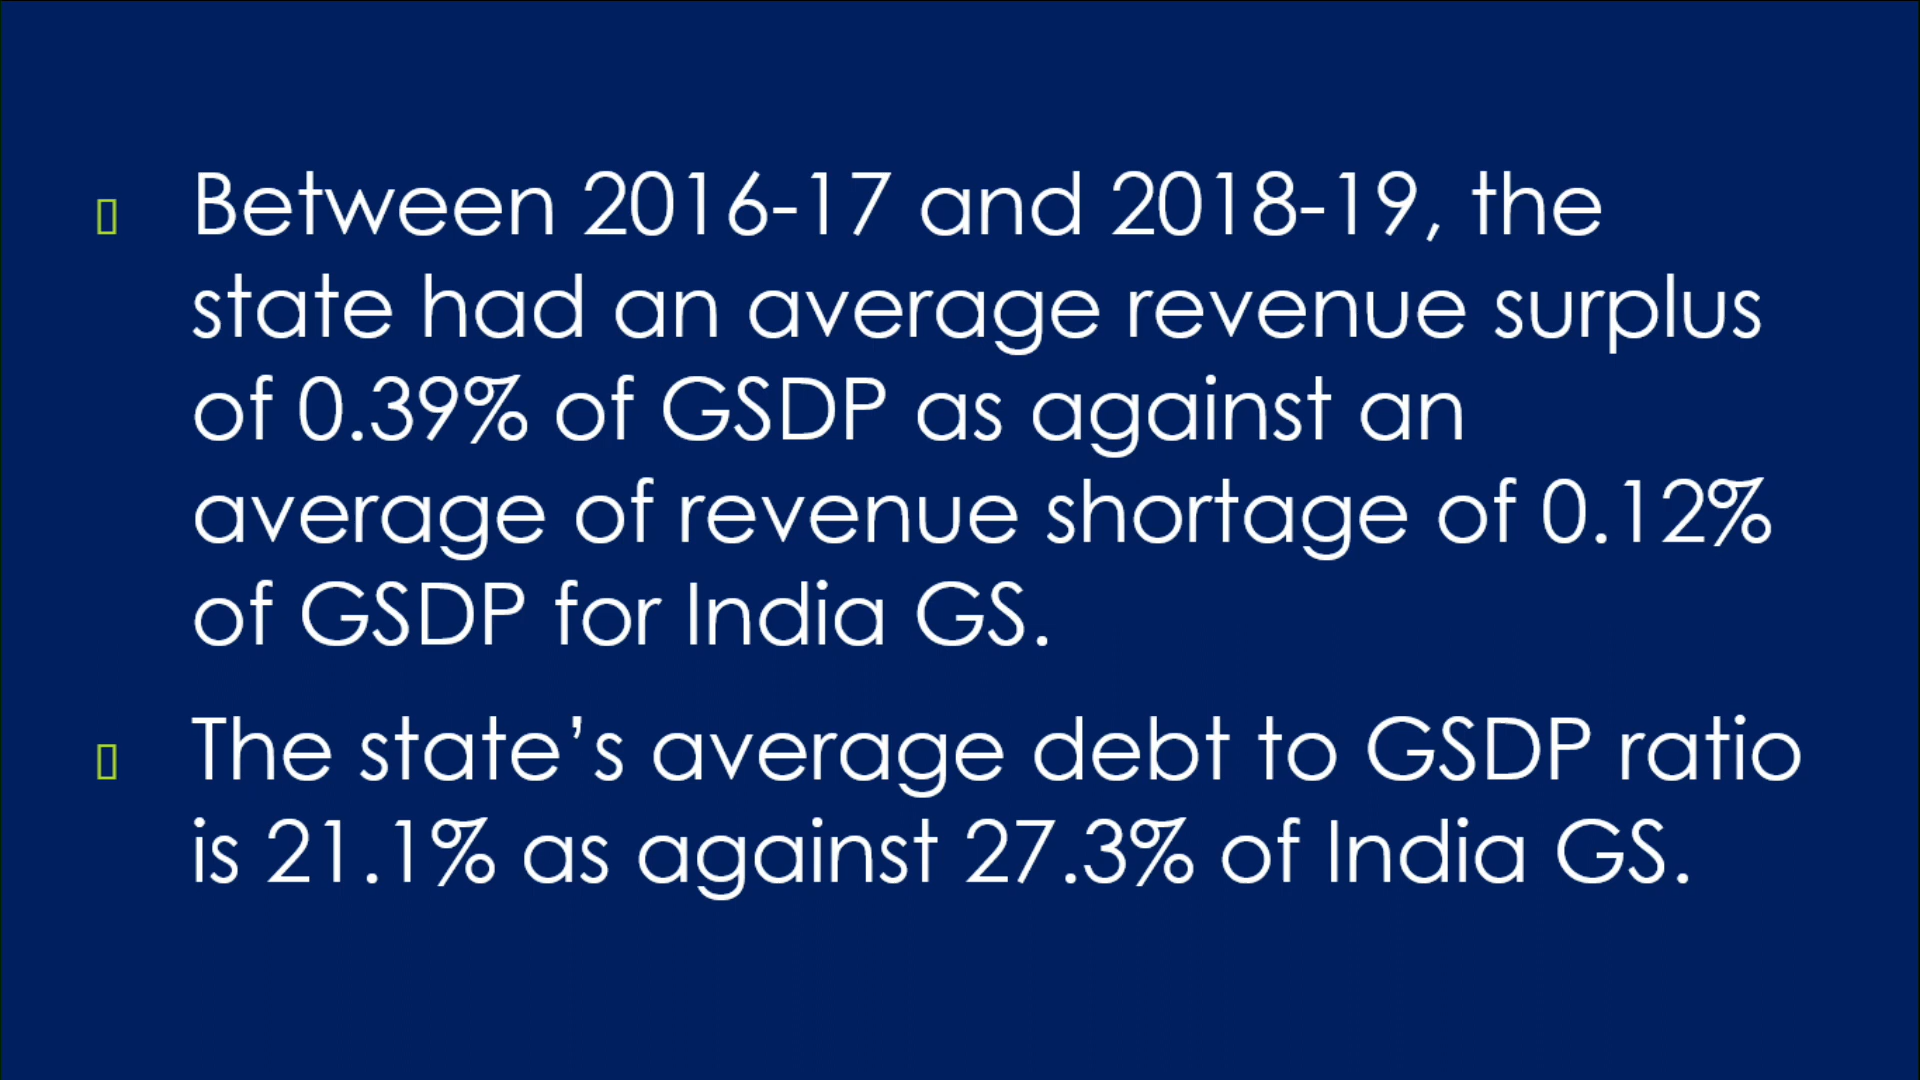 Between 2016-17 and 2018-19, the
state had an average revenue surplus
of 0.39% of GSDP as against an
average of revenue shortage of 0.12%
of GSDP for India GS.
The state’s average debt to GSDP ratio
is 21.1% as against 27.3% of India GS.